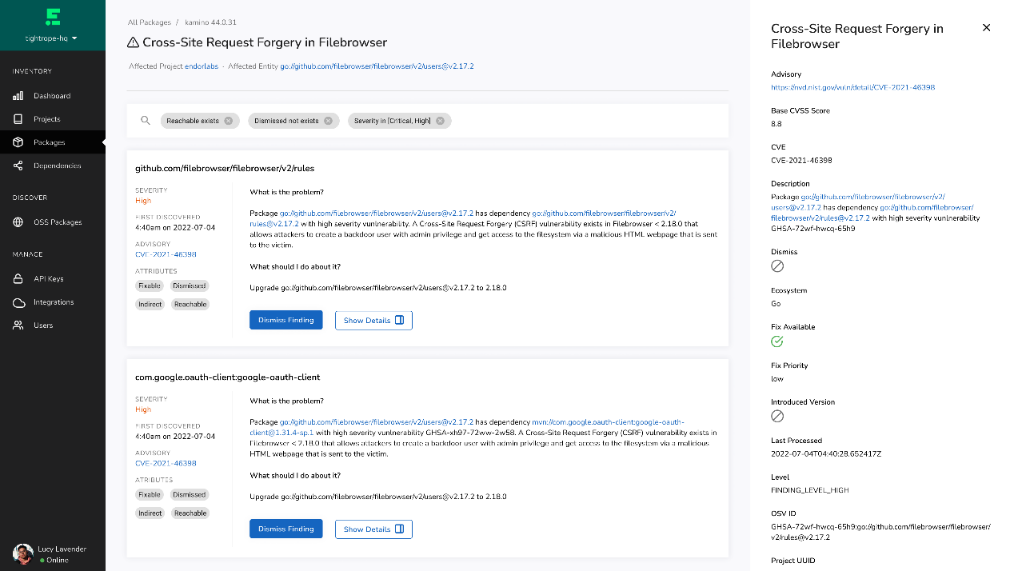 tightrope-hq
INVENTORY
Dashboard
Projects
Packages
Dependencies
DISCOVER
OSS Packages
MANAGE
API Keys
Integrations
Users
Lucy Lavender
Online
All Packages / kamino 44.0.31
Cross-Site Request Forgery in Filebrowser
Affected Project endorlabs · Affected Entity go://github.com/filebrowser/filebrowser/v2/users@v2.17.2
Reachable exists
Dismissed not exists
Severity in [Critical, High]
github.com/filebrowser/filebrowser/v2/rules
SEVERITY
High
FIRST DISCOVERED
4:40am on 2022-07-04
ADVISORY
CVE-2021-46398
ATTRIBUTES
Fixable Dismissed
Indirect Reachable
What is the problem?
Package go://github.com/filebrowser/filebrowser/v2/users@v2.17.2 has dependency go://github.com/filebrowser/filebrowser/v2/
rules@v2.17.2 with high severity vulnerability. A Cross-Site Request Forgery (CSRF) vulnerability exists in Filebrowser < 2.18.0 that
allows attackers to create a backdoor user with admin privilege and get access to the filesystem via a malicious HTML webpage that is sent
to the victim.
What should I do about it?
Upgrade go://github.com/filebrowser/filebrowser/v2/users@v2.17.2 to 2.18.0
Dismiss Finding
Show Details
com.google.oauth-client:google-oauth-client
SEVERITY
High
FIRST DISCOVERED
4:40am on 2022-07-04
ADVISORY
CVE-2021-46398
ATRIBUTES
Fixable Dismissed
Indirect Reachable
What is the problem?
Package go://github.com/filebrowser/filebrowser/v2/users@v2.17.2 has dependency mvn://com.google.oauth-client:google-oauth-
client@1.31.4-sp.1 with high severity vuntnerability GHSA-xh97-72ww-2w58. A Cross-Site Request Forgery (CSRF) vulnerability exists in
Filebrowser < 2.18.0 that allows attackers to create a backdoor user with admin privilege and get access to the filesystem via a malicious
HTML webpage that is sent to the victim.
What should I do about it?
Upgrade go://github.com/filebrowser/filebrowser/v2/users@v2.17.2 to 2.18.0
Dismiss Finding
Show Details
Cross-Site Request Forgery in
Filebrowser
Advisory
https://nvd.nist.gov/vuln/detail/CVE-2021-46398
Base CVSS Score
8.8
CVE
CVE-2021-46398
Description
Package go://github.com/filebrowser/filebrowser/v2/
users@v2.17.2 has dependency go://github.com/filebrowser/
filebrowser/v2/rules@v2.17.2 with high severity vuntnerability
GHSA-72wf-hwcq-65h9
Dismiss
Ecosystem
Go
Fix Available
Fix Priority
low
Introduced Version
Last Processed
2022-07-04T04:40:28.652417Z
Level
FINDING_LEVEL_HIGH
OSV ID
GHSA-72wf-hwcq-65h9:go://github.com/filebrowser/filebrowser/
v2/rules@v2.17.2
Project UUID